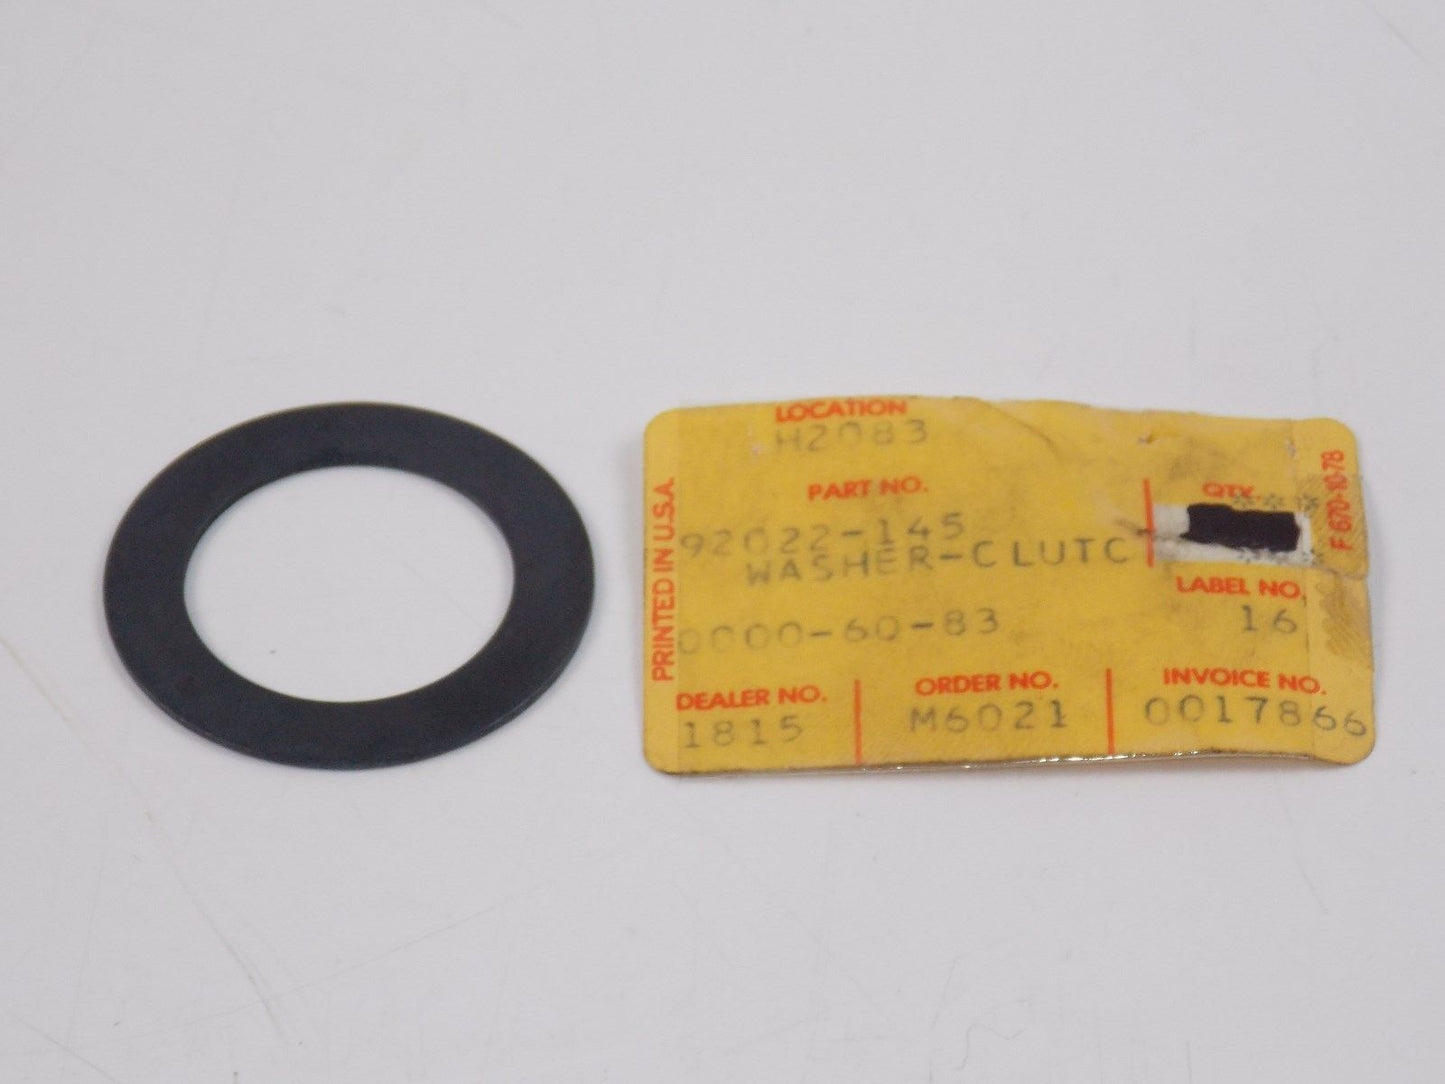 LOCATION
H2083
PART NO.
QTY.
92022-145
WASHER-CLUTC
LABEL NO.
16
0000-60-83
DEALER NO.
ORDER NO.
INVOICE NO.
1815
M6021
0017866
PRINTED IN U.S.A.
F 670-10-78